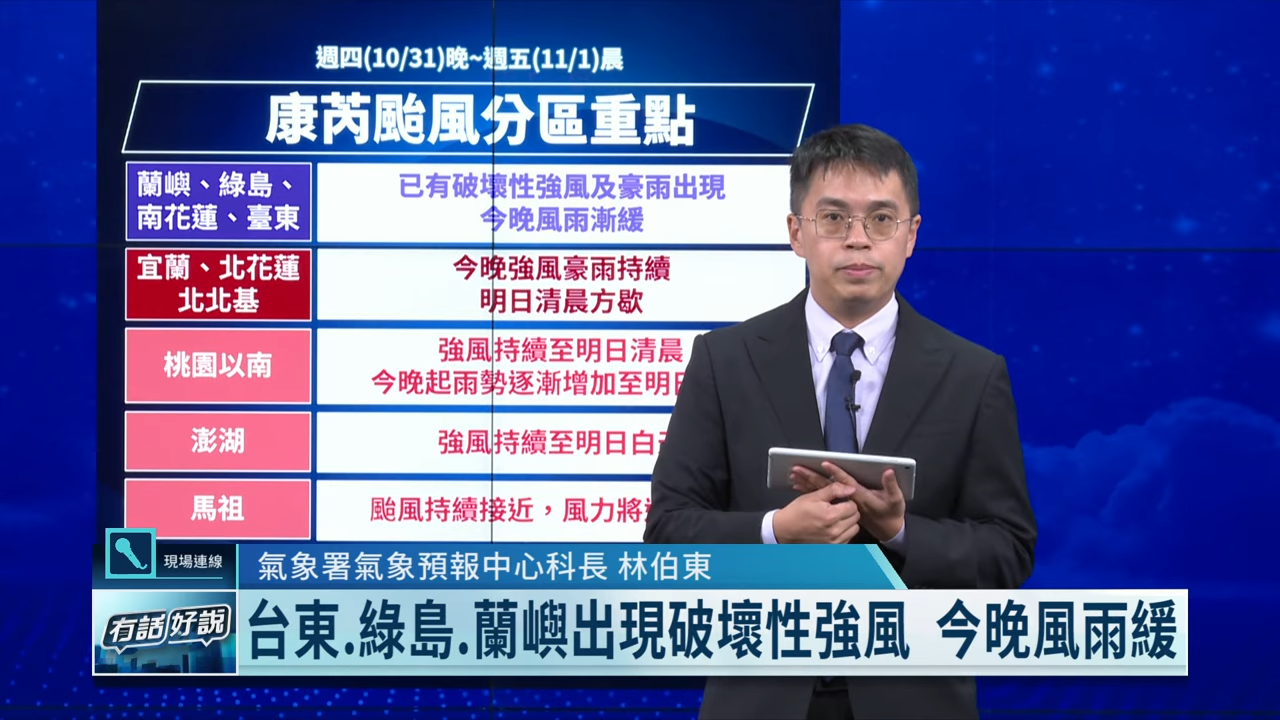 週四(10/31)晚~週五(11/1)晨
康芮颱風分區重點
蘭嶼、綠島、
南花蓮、臺東
已有破壞性強風及豪雨出現
今晚風雨漸緩
宜蘭、北花蓮
北北基
今晚強風豪雨持續
明日清晨方歇
桃園以南
強風持續至明日清晨
今晚起雨勢逐漸增加至明日
澎湖
強風持續至明日白
馬祖
颱風持續接近，風力將
現場連線
氣象署氣象預報中心科長 林伯東
有話好說
台東.綠島.蘭嶼出現破壞性強風 今晚風雨緩